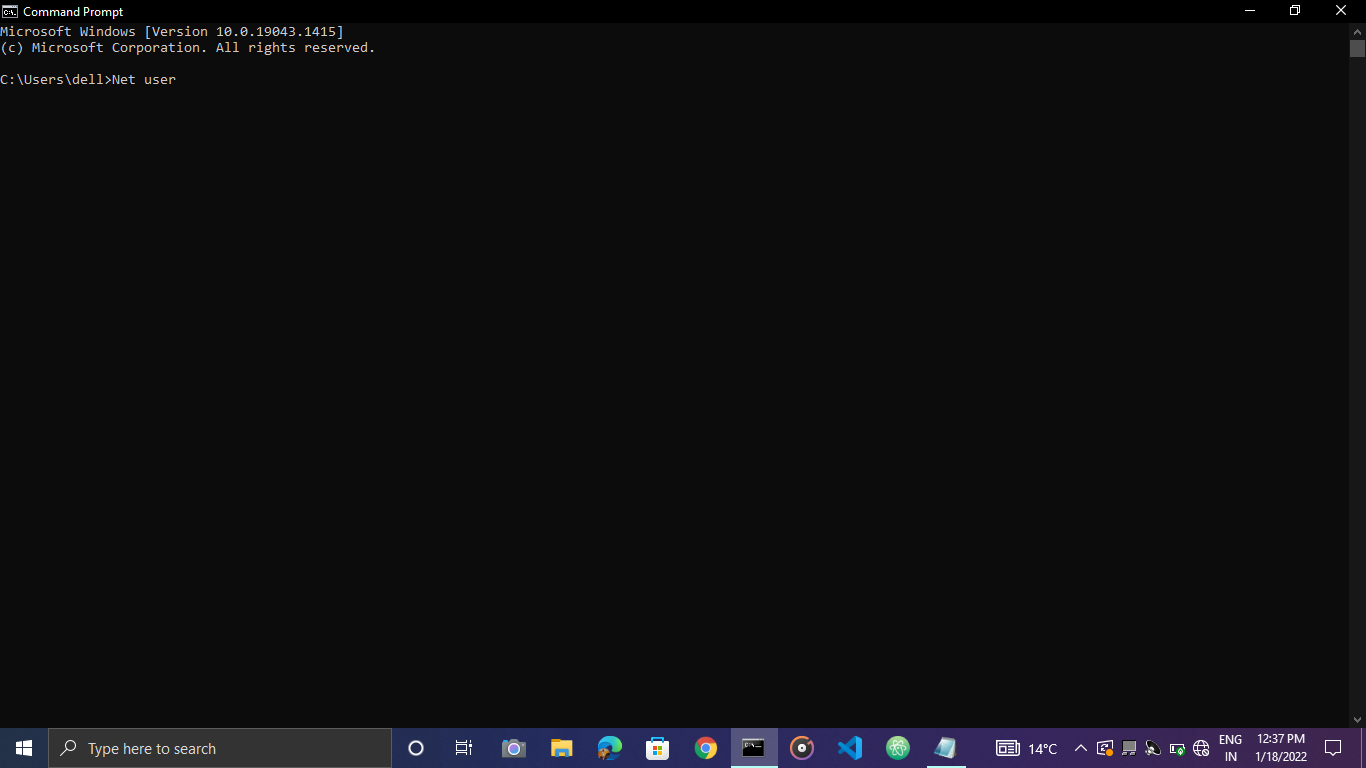 Command Prompt
Microsoft Windows [Version 10.0.19043.1415]
(c) Microsoft Corporation. All rights reserved.
C:\Users\dell>Net user
Type here to search
14°C
ENG
IN
12:37 PM
1/18/2022